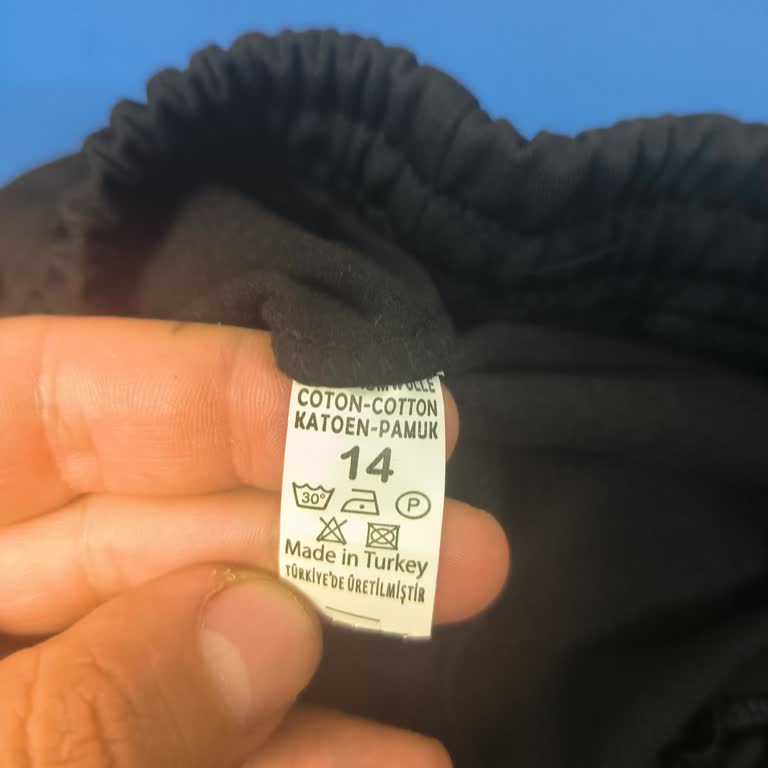 COTON-COTTON
KATOEN-PAMUK
14
30°
P
Made in Turkey
TÜRKİYE'DE ÜRETİLMİŞTİR